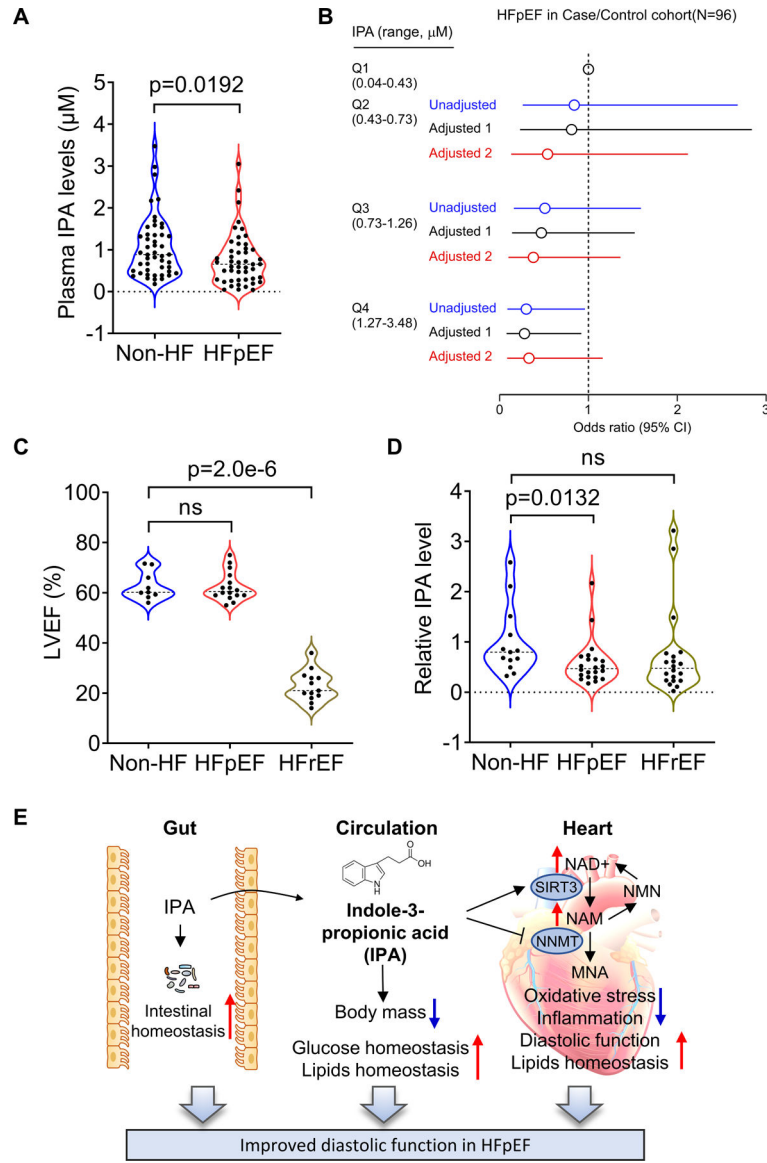 A
p=0.0192
Plasma IPA levels (μM)
5
4
3
2
1
0
-1
Non-HF HFpEF
B
HFpEF in Case/Control cohort(N=96)
IPA (range, μM)
Q1
(0.04-0.43)
Q2
(0.43-0.73)
Unadjusted
Adjusted 1
Adjusted 2
Q3
(0.73-1.26)
Unadjusted
Adjusted 1
Adjusted 2
Q4
(1.27-3.48)
Unadjusted
Adjusted 1
Adjusted 2
0 1 2 3
Odds ratio (95% CI)
C
p=2.0e-6
ns
LVEF (%)
100
80
60
40
20
0
Non-HF HFpEF HFrEF
D
ns
p=0.0132
Relative IPA level
4
3
2
1
0
-1
Non-HF HFpEF HFrEF
E
Gut
IPA
Intestinal
homeostasis
Circulation
O
OH
N
H
Indole-3-
propionic acid
(IPA)
Body mass
Glucose homeostasis
Lipids homeostasis
Heart
NAD+
SIRT3
NMN
NAM
NNMT
MNA
Oxidative stress
Inflammation
Diastolic function
Lipids homeostasis
Improved diastolic function in HFpEF